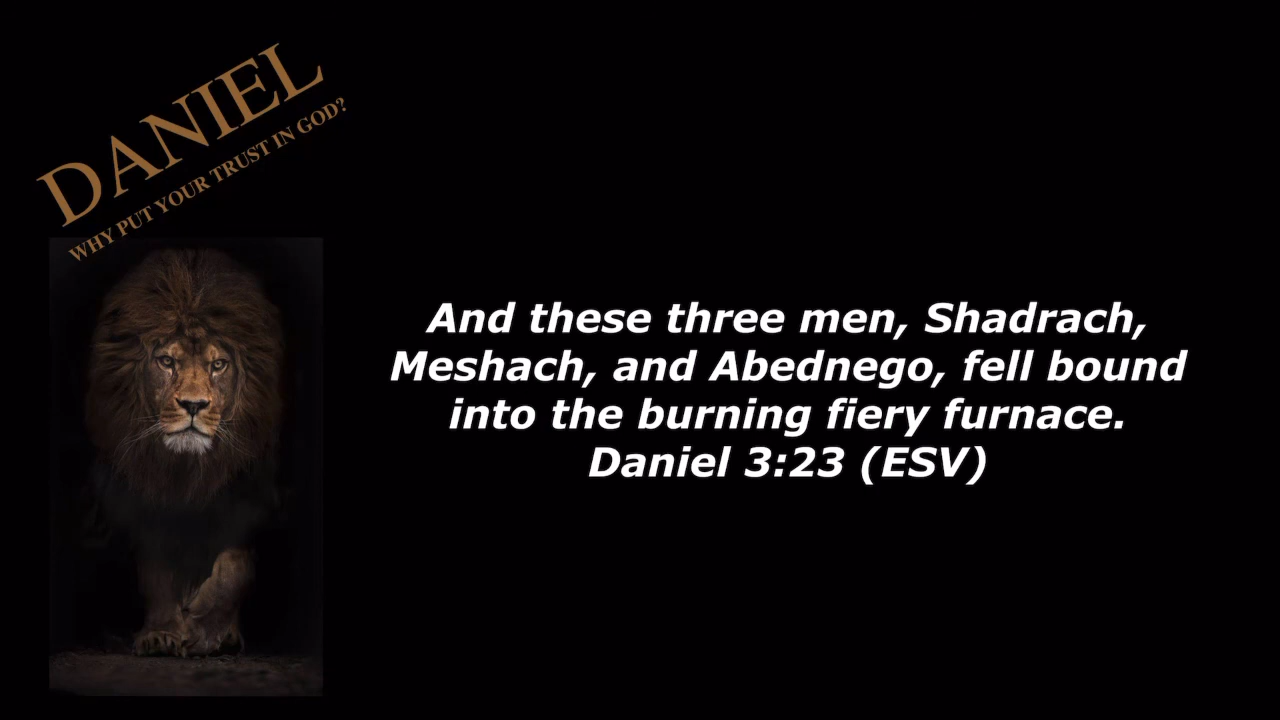 DANIEL
WHY PUT YOUR TRUST IN GOD?
And these three men, Shadrach,
Meshach, and Abednego, fell bound
into the burning fiery furnace.
Daniel 3:23 (ESV)